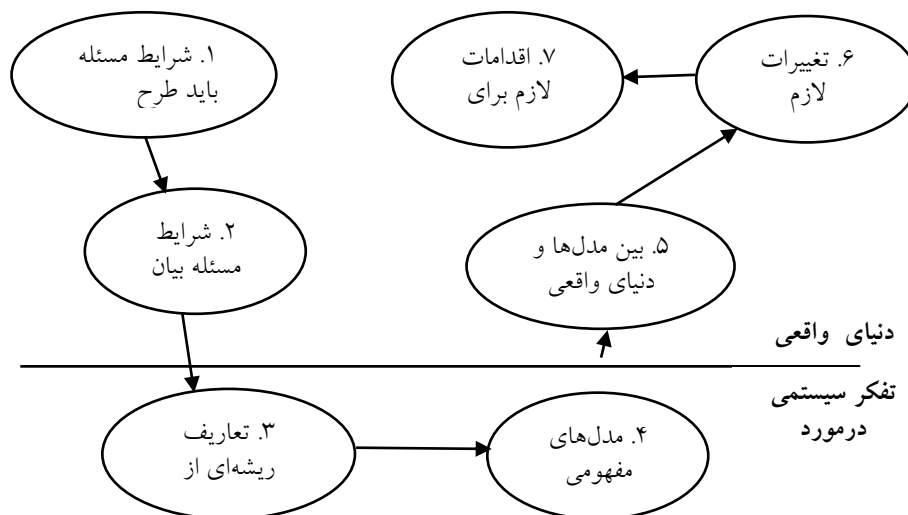 ۱. شرایط مسئله
باید طرح
۲. شرایط
مسئله بیان
۳. تعاریف
ریشه‌ای از
۴. مدل‌های
مفهومی
۵. بین مدل‌ها و
دنیای واقعی
۶. تغییرات
لازم
۷. اقدامات
لازم برای
دنیای واقعی
تفکر سیستمی
درمورد